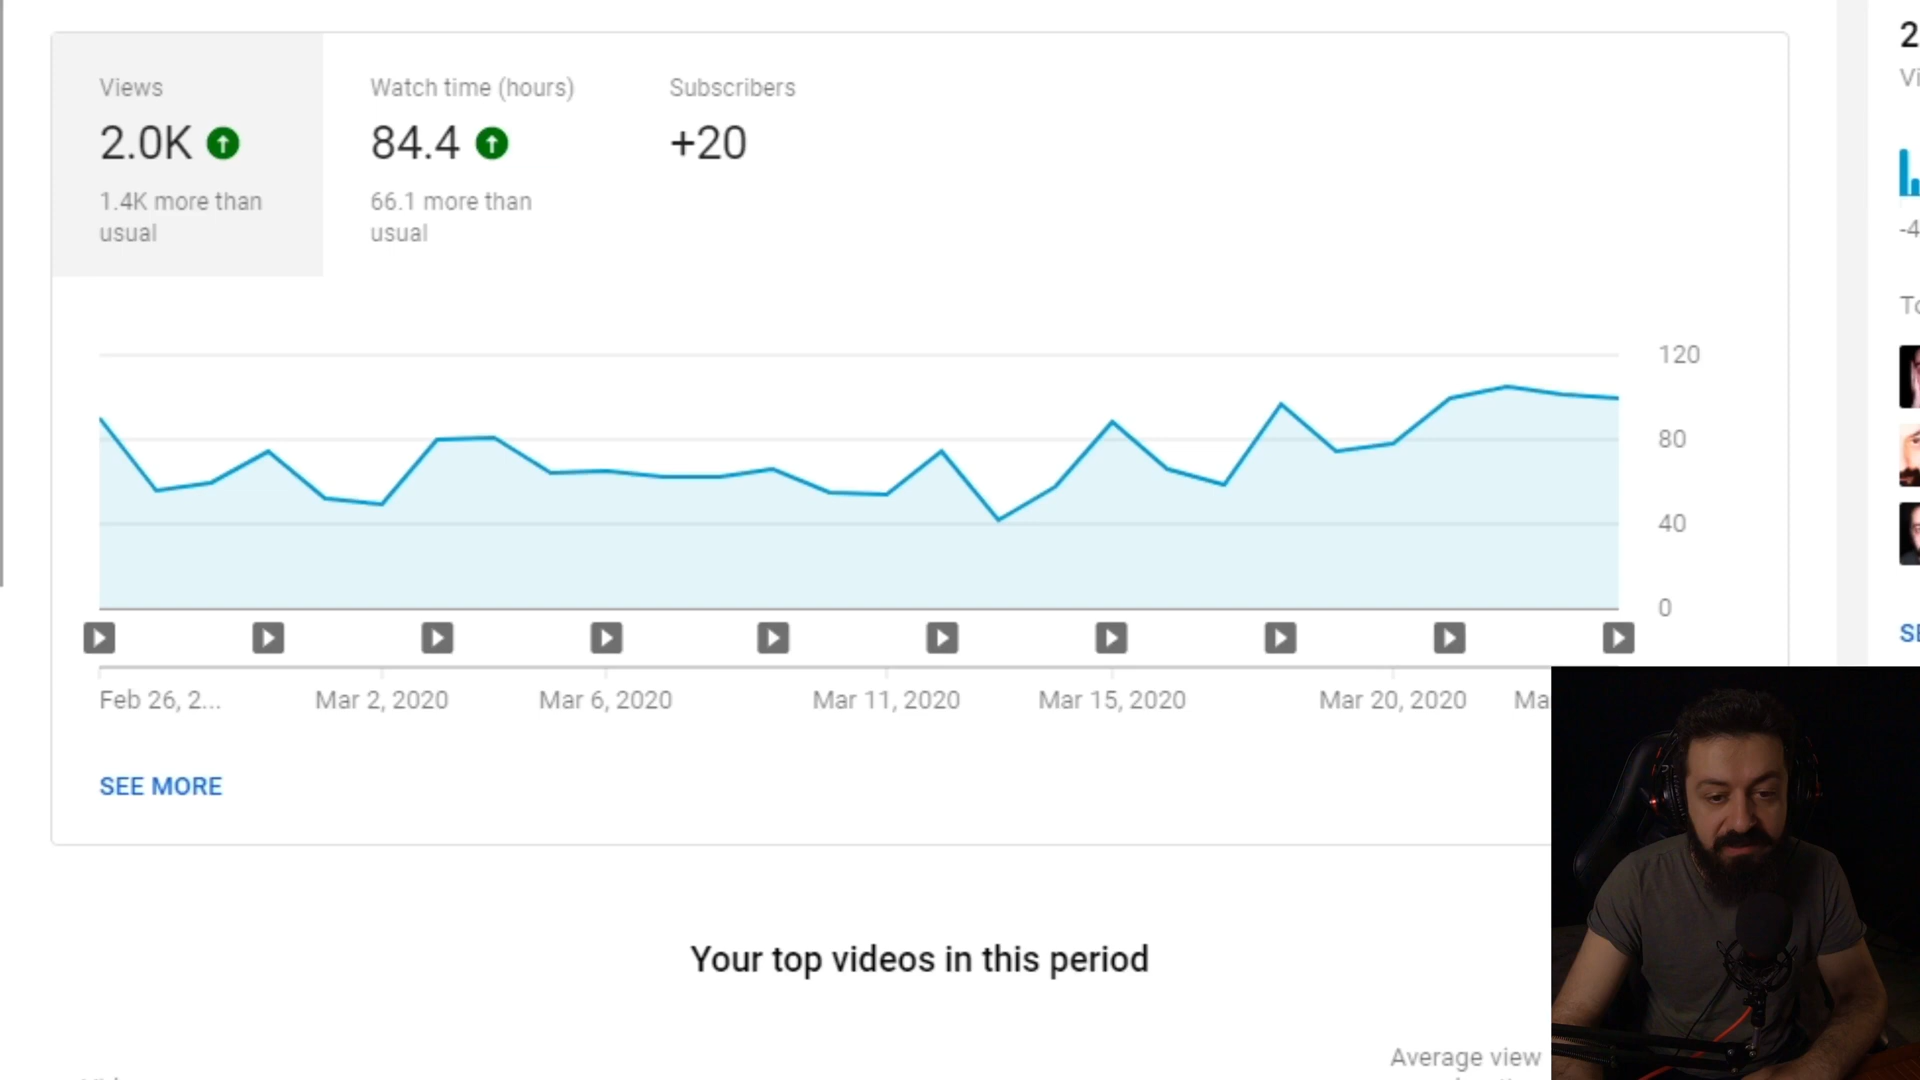 Views
2.0K
1.4K more than
usual
Watch time (hours)
84.4
66.1 more than
usual
Subscribers
+20
120
80
40
0
Feb 26, 2...
Mar 2, 2020
Mar 6, 2020
Mar 11, 2020
Mar 15, 2020
Mar 20, 2020
SEE MORE
Your top videos in this period
Average view
2
-4